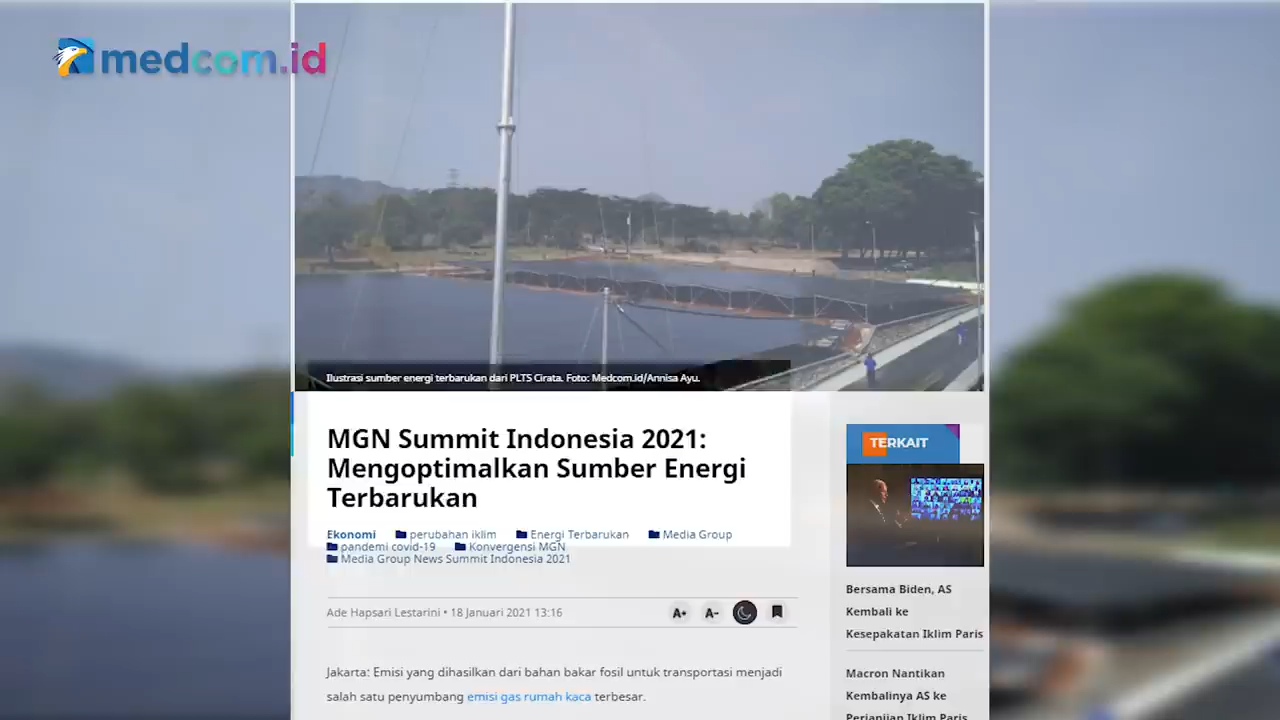 medcom.id
Ilustrasi sumber energi terbarukan dari PLTS Cirata. Foto: Medcom.id/Annisa Ayu.
MGN Summit Indonesia 2021:
Mengoptimalkan Sumber Energi
Terbarukan
Ekonomi perubahan iklim Energi Terbarukan Media Group
pandemi covid-19 Konvergensi MGN
Media Group News Summit Indonesia 2021
Ade Hapsari Lestarini • 18 Januari 2021 13:16
A+ A-
Jakarta: Emisi yang dihasilkan dari bahan bakar fosil untuk transportasi menjadi
salah satu penyumbang emisi gas rumah kaca terbesar.
TERKAIT
Bersama Biden, AS
Kembali ke
Kesepakatan Iklim Paris
Macron Nantikan
Kembalinya AS ke
Perjanjian Iklim Paris